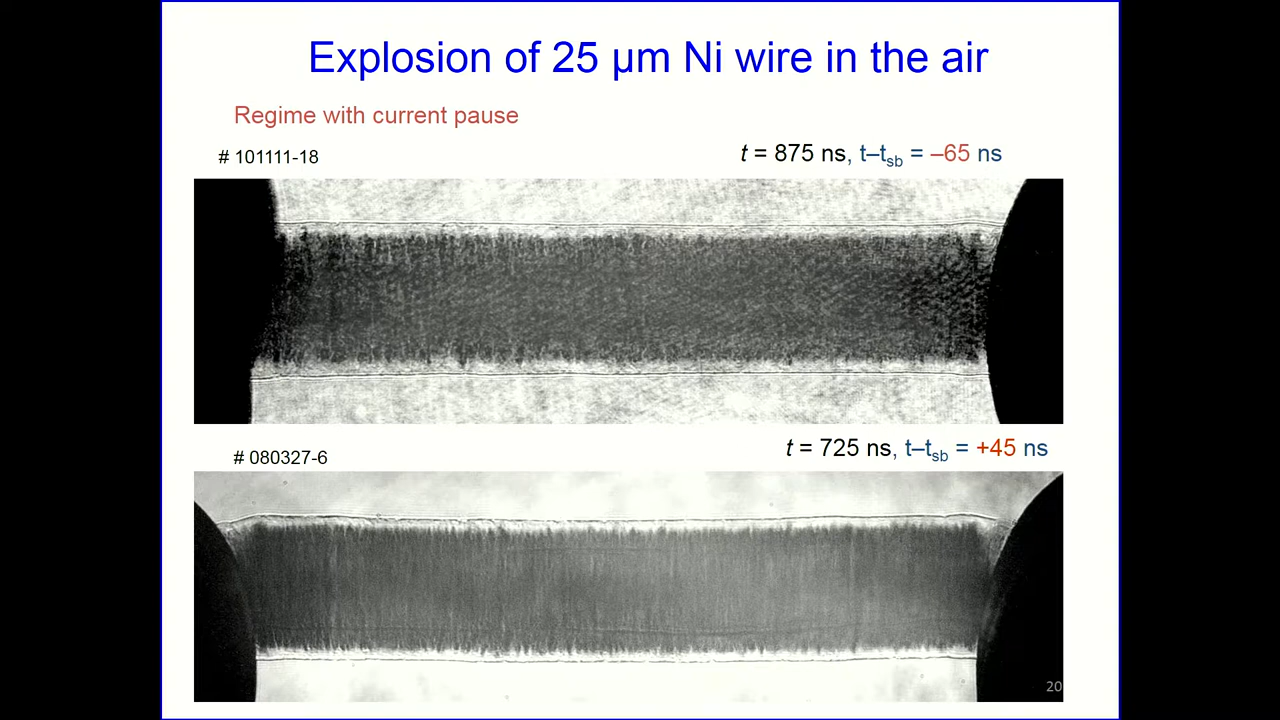 Explosion of 25 µm Ni wire in the air
Regime with current pause
# 101111-18
t = 875 ns, t–tsb = –65 ns
# 080327-6
t = 725 ns, t–tsb = +45 ns
20